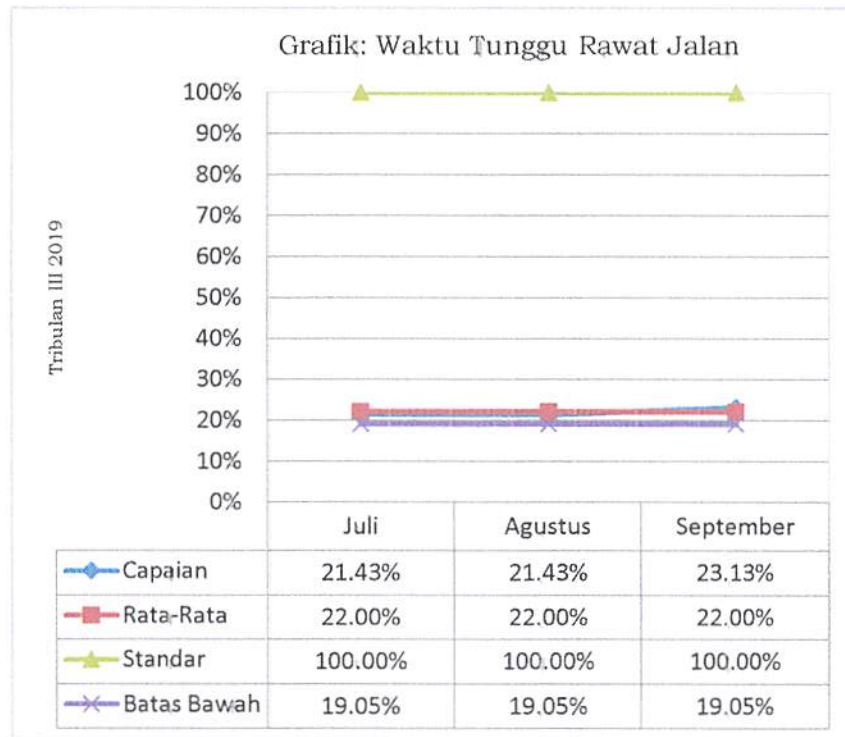 Grafik: Waktu Tunggu Rawat Jalan
Tribulan III 2019
100%
90%
80%
70%
60%
50%
40%
30%
20%
10%
0%
Juli Agustus September
Capaian 21.43% 21.43% 23.13%
Rata-Rata 22.00% 22.00% 22.00%
Standar 100.00% 100.00% 100.00%
Batas Bawah 19.05% 19.05% 19.05%